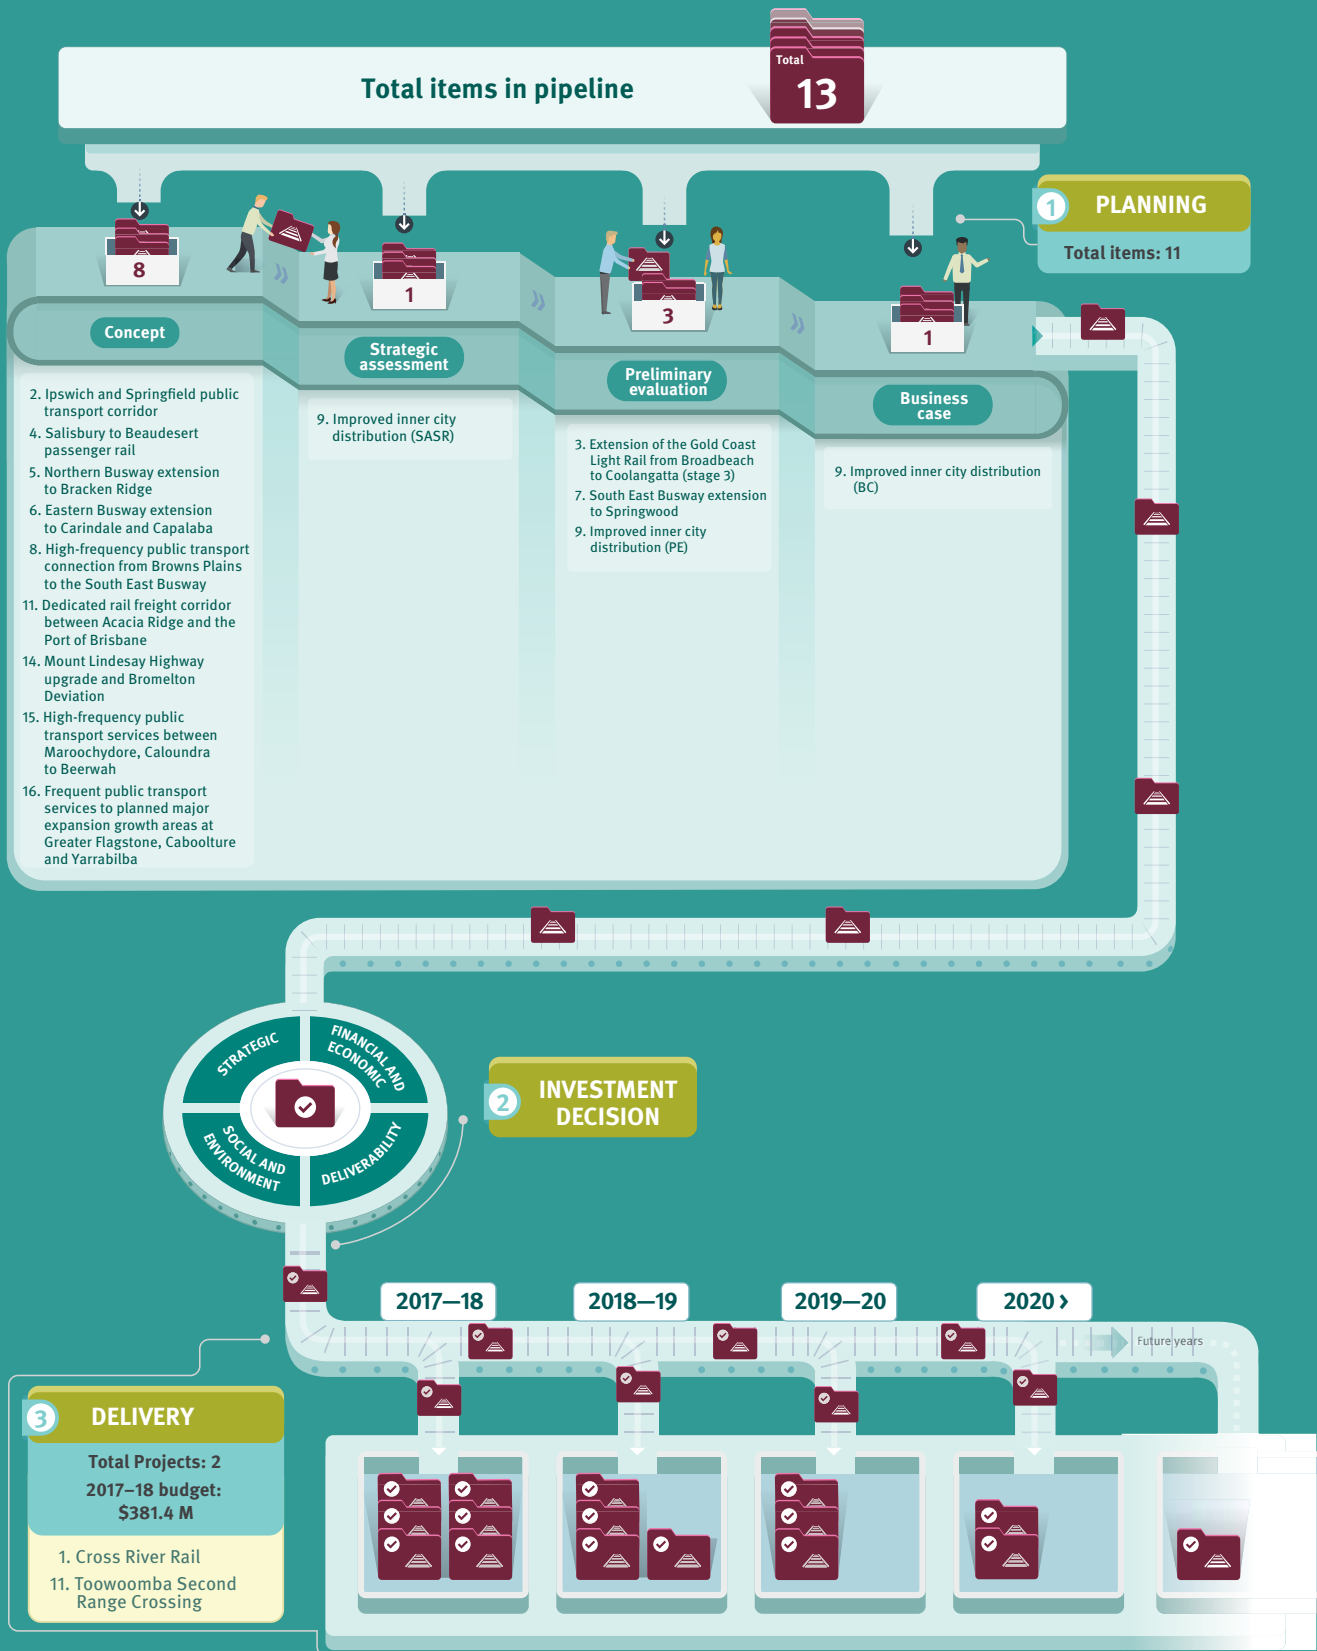 Total items in pipeline
Total
13
1
PLANNING
Total items: 11
8
1
3
1
Concept
Strategic
assessment
Preliminary
evaluation
Business
case
2. Ipswich and Springfield public
transport corridor
4. Salisbury to Beaudesert
passenger rail
5. Northern Busway extension
to Bracken Ridge
6. Eastern Busway extension
to Carindale and Capalaba
8. High-frequency public transport
connection from Browns Plains
to the South East Busway
11. Dedicated rail freight corridor
between Acacia Ridge and the
Port of Brisbane
14. Mount Lindesay Highway
upgrade and Bromelton
Deviation
15. High-frequency public
transport services between
Maroochydore, Caloundra
to Beerwah
16. Frequent public transport
services to planned major
expansion growth areas at
Greater Flagstone, Caboolture
and Yarrabilba
9. Improved inner city
distribution (SASR)
3. Extension of the Gold Coast
Light Rail from Broadbeach
to Coolangatta (stage 3)
7. South East Busway extension
to Springwood
9. Improved inner city
distribution (PE)
9. Improved inner city distribution
(BC)
STRATEGIC
FINANCIAL AND
ECONOMIC
SOCIAL AND
ENVIRONMENT
DELIVERABILITY
2
INVESTMENT
DECISION
2017—18
2018—19
2019—20
2020 ›
Future years
3
DELIVERY
Total Projects: 2
2017–18 budget:
$381.4 M
1. Cross River Rail
11. Toowoomba Second
Range Crossing